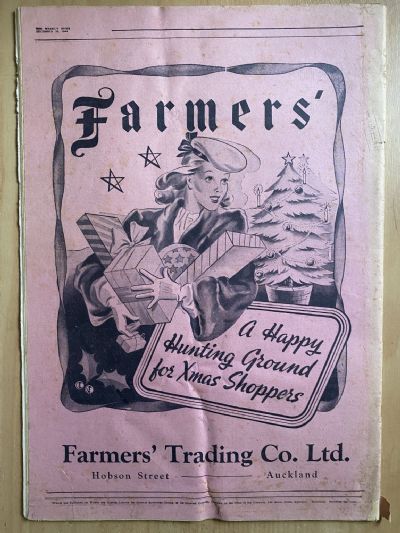 Farmers'
A Happy
Hunting Ground
for Xmas Shoppers
Farmers' Trading Co. Ltd.
Hobson Street Auckland